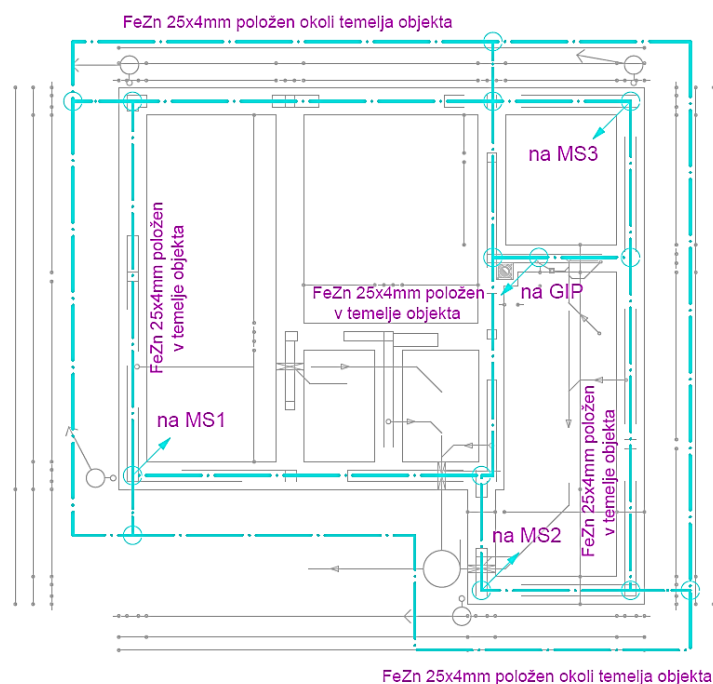 FeZn 25x4mm položen okoli temelja objekta
na MS3
FeZn 25x4mm položen
v temelje objekta
na GIP
FeZn 25x4mm položen
v temelje objekta
na MS1
FeZn 25x4mm položen
v temelje objekta
na MS2
FeZn 25x4mm položen okoli temelja objekta